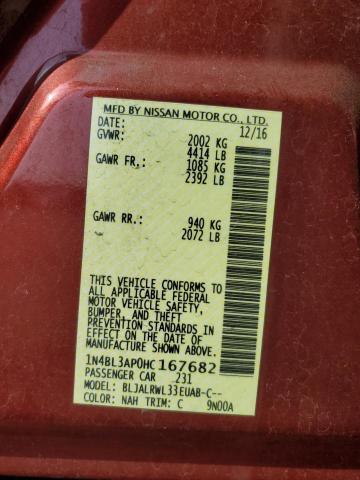 MFD BY NISSAN MOTOR CO., LTD.
DATE: 12/16
GVWR: 2002 KG
4414 LB
GAWR FR.: 1085 KG
2392 LB
GAWR RR.: 940 KG
2072 LB
THIS VEHICLE CONFORMS TO
ALL APPLICABLE FEDERAL
MOTOR VEHICLE SAFETY,
BUMPER, AND THEFT
PREVENTION STANDARDS IN
EFFECT ON THE DATE OF
MANUFACTURE SHOWN ABOVE.
1N4BL3AP0HC167682
PASSENGER CAR 231
MODEL: BLJALRWL33EUAB-C--
COLOR: NAH TRIM: C 9N00A